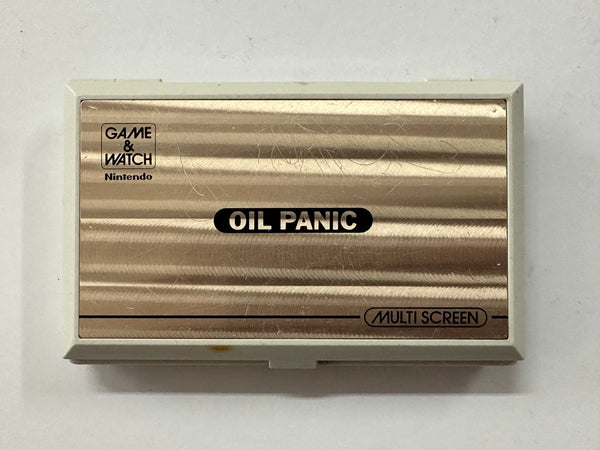 GAME
&
WATCH
Nintendo
OIL PANIC
MULTI SCREEN